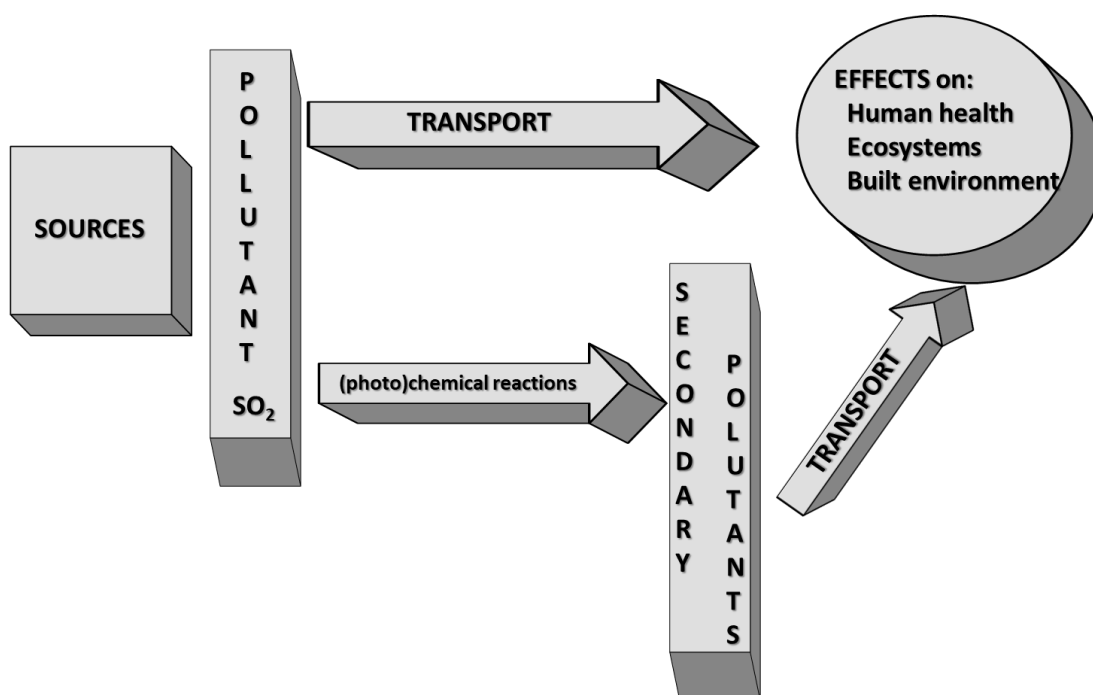 SOURCES
POLLUTANT
SO₂
TRANSPORT
(photo)chemical reactions
SECONDARY
POLUTANTS
TRANSPORT
EFFECTS on:
Human health
Ecosystems
Built environment